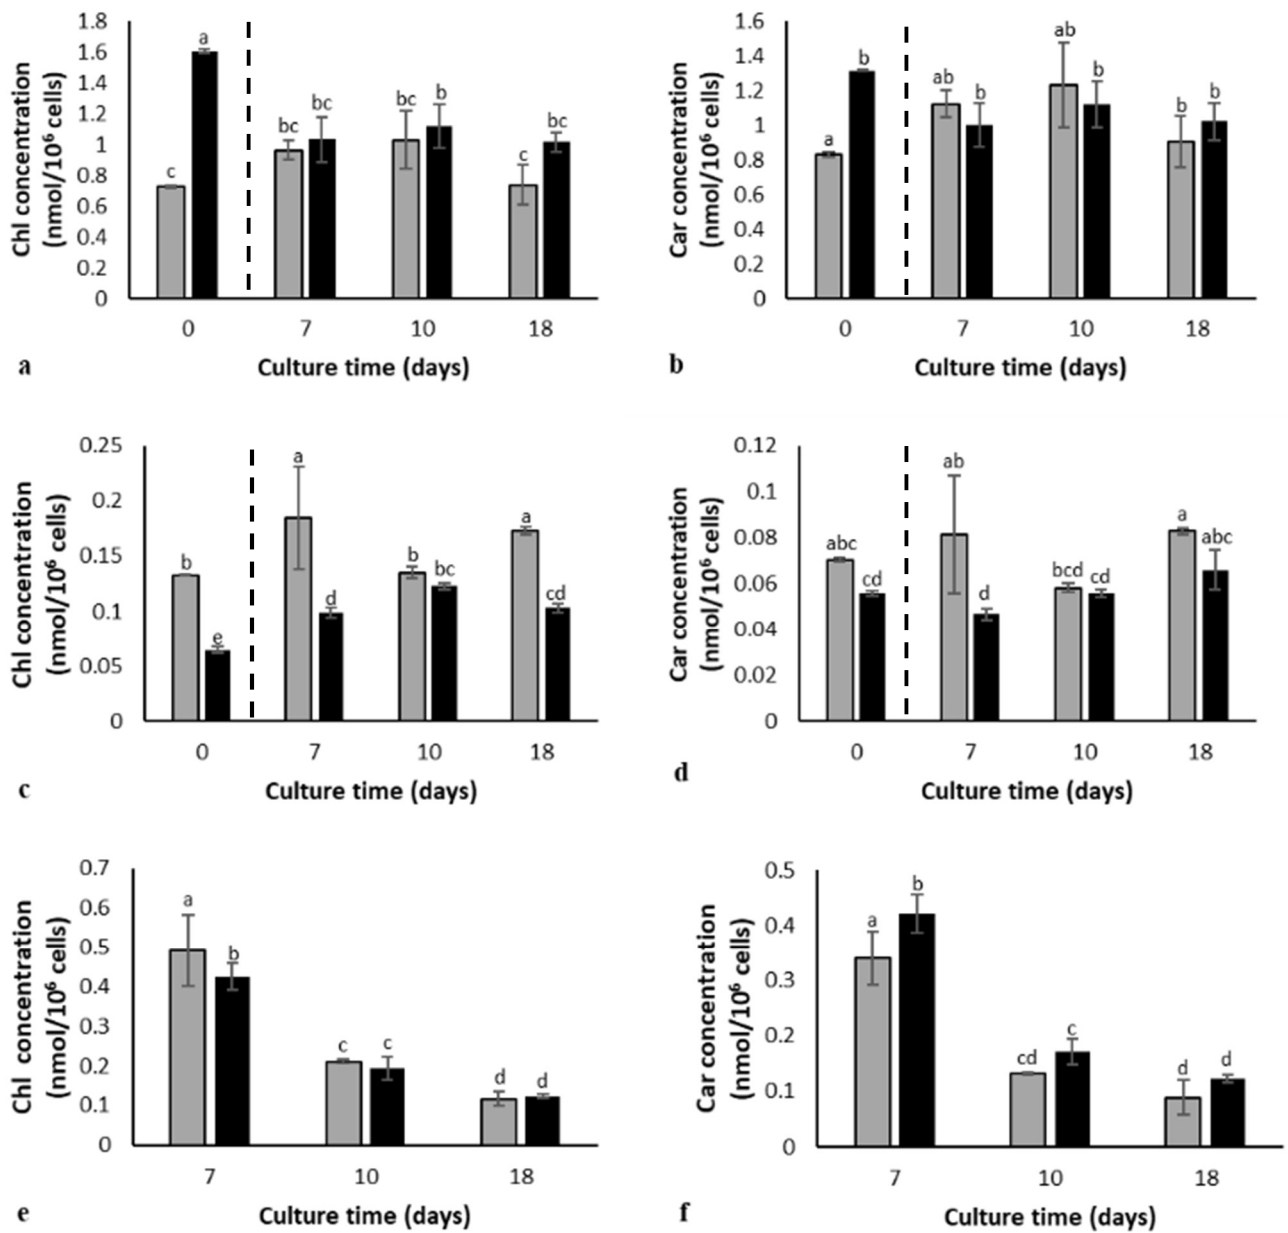 1.8
1.6
1.4
1.2
1
0.8
0.6
0.4
0.2
0
Chl concentration
(nmol/10⁶ cells)
c a bc bc bc b c bc
0 7 10 18
Culture time (days)
a
1.6
1.4
1.2
1
0.8
0.6
0.4
0.2
0
Car concentration
(nmol/10⁶ cells)
a b ab b ab b b b
0 7 10 18
Culture time (days)
b
0.25
0.2
0.15
0.1
0.05
0
Chl concentration
(nmol/10⁶ cells)
b e a d b bc a cd
0 7 10 18
Culture time (days)
c
0.12
0.1
0.08
0.06
0.04
0.02
0
Car concentration
(nmol/10⁶ cells)
abc cd ab d bcd cd a abc
0 7 10 18
Culture time (days)
d
0.7
0.6
0.5
0.4
0.3
0.2
0.1
0
Chl concentration
(nmol/10⁶ cells)
a b c c d d
7 10 18
Culture time (days)
e
0.5
0.4
0.3
0.2
0.1
0
Car concentration
(nmol/10⁶ cells)
a b cd c d d
7 10 18
Culture time (days)
f